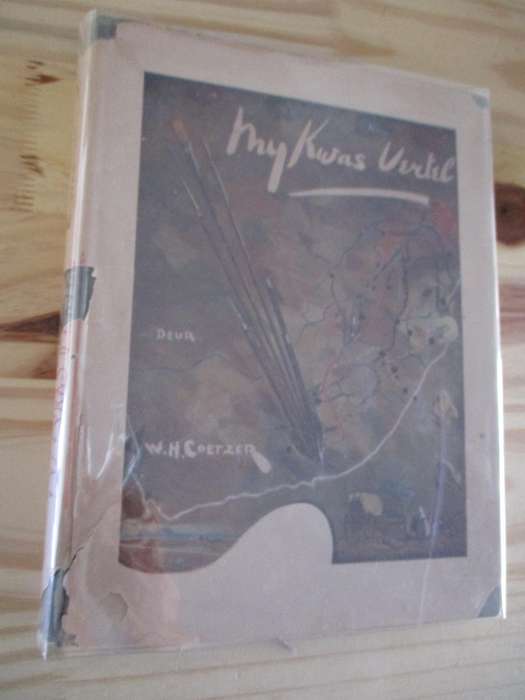 My Kwas Vertel
DEUR
W.H. COETZER